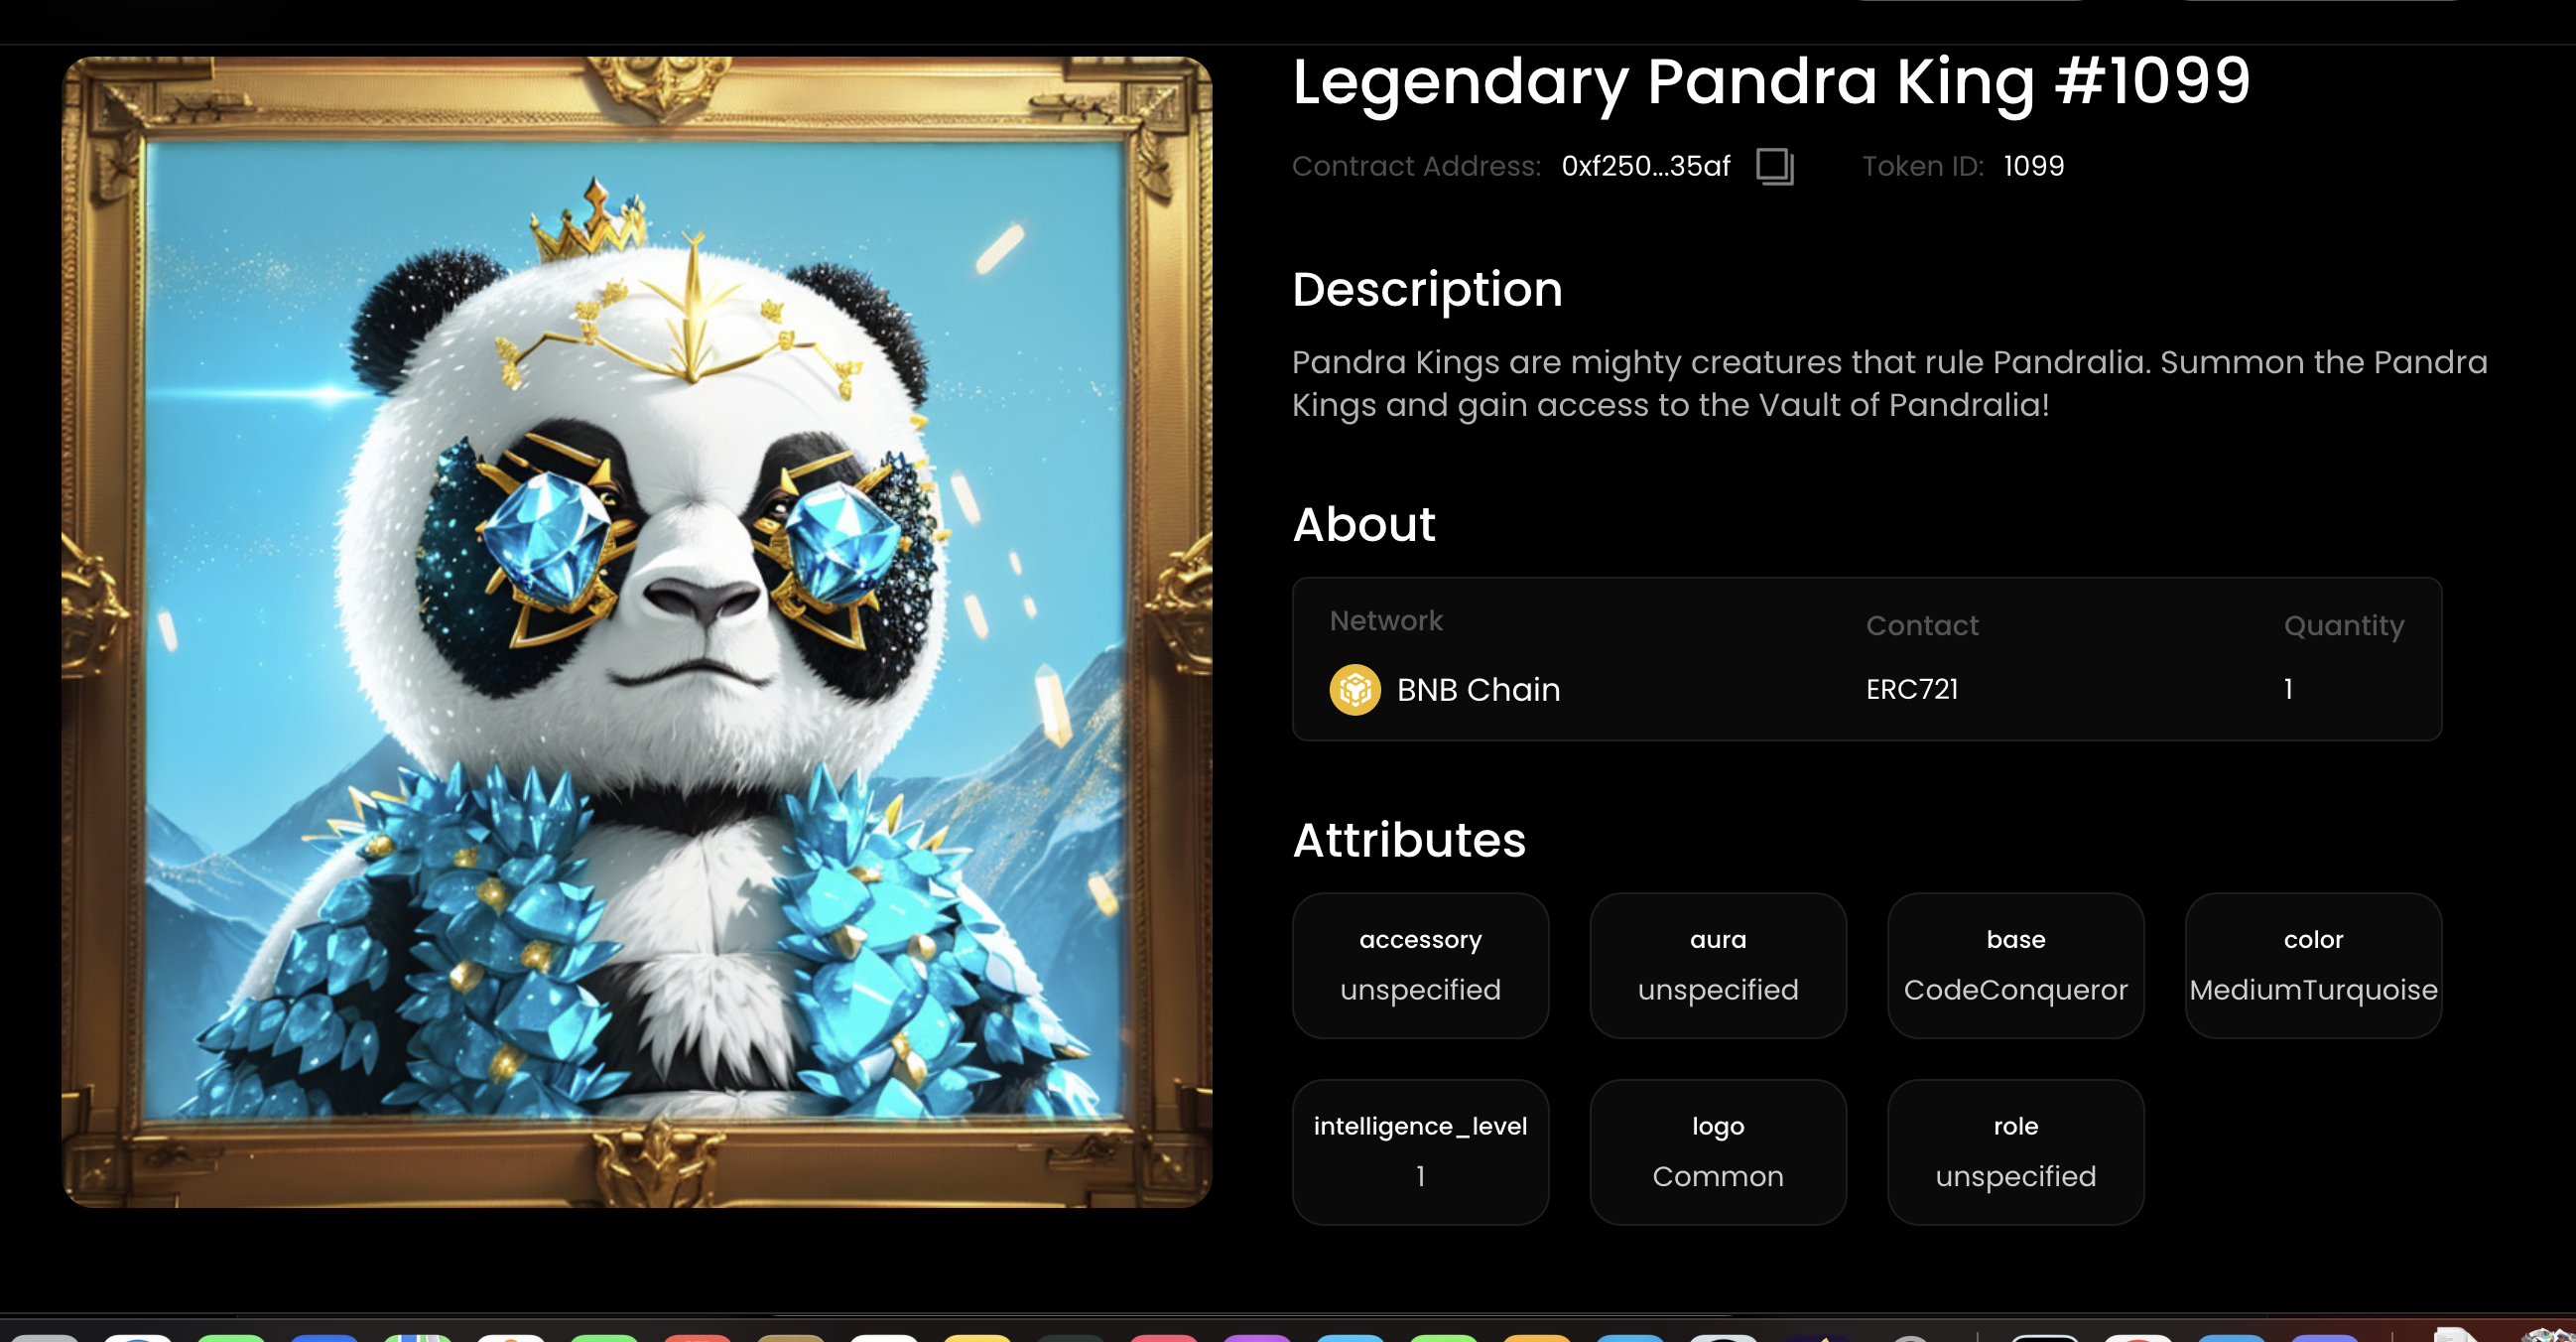 Legendary Pandra King #1099
Contract Address: 0xf250...35af Token ID: 1099
Description
Pandra Kings are mighty creatures that rule Pandralia. Summon the Pandra
Kings and gain access to the Vault of Pandralia!
About
Network Contact Quantity
BNB Chain ERC721 1
Attributes
accessory aura base color
unspecified unspecified CodeConqueror MediumTurquoise
intelligence_level logo role
1 Common unspecified